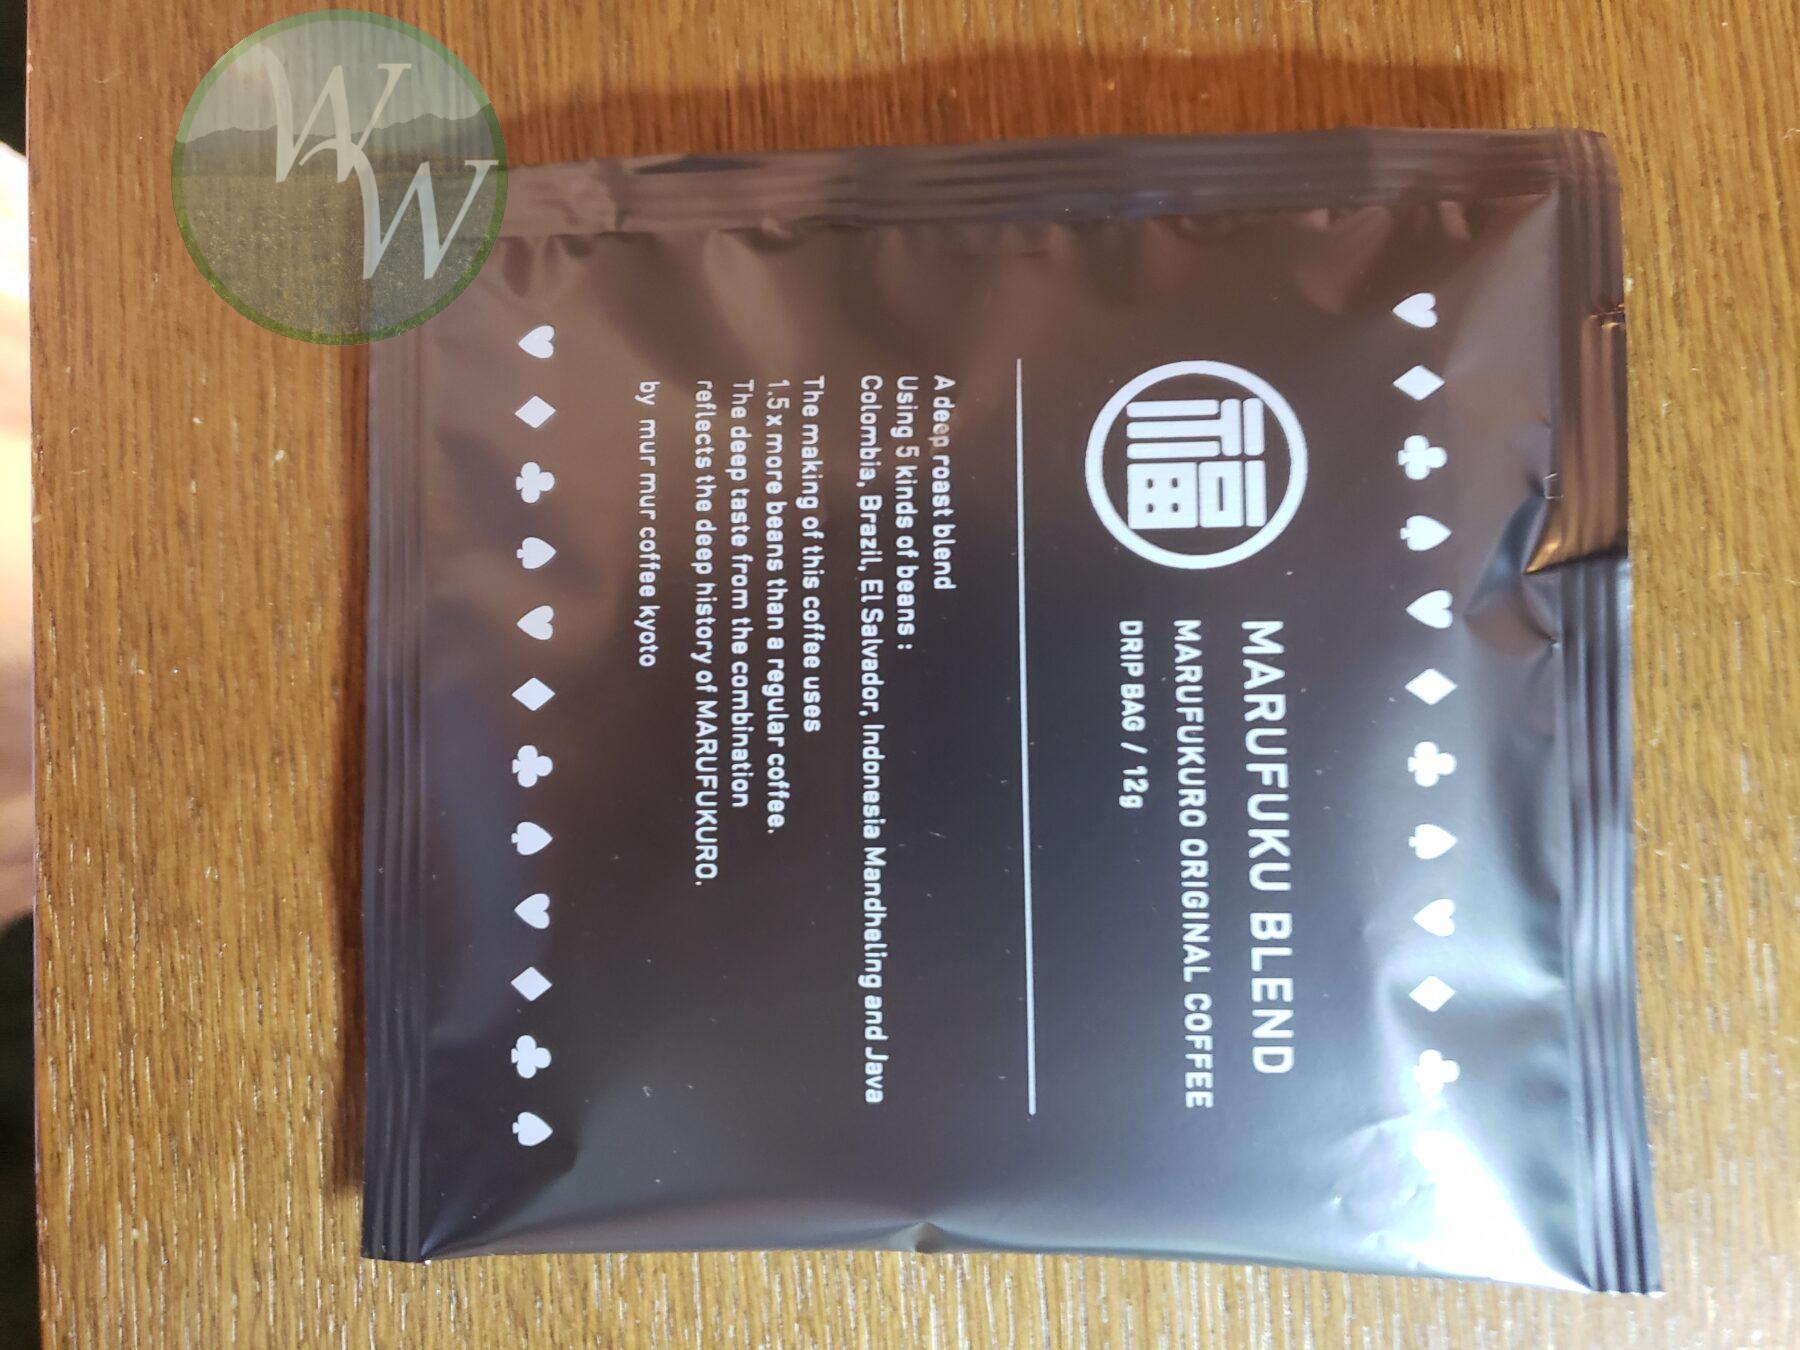 WW
福
MARUFUKU BLEND
MARUFUKURO ORIGINAL COFFEE
DRIP BAG / 12g
A deep roast blend
Using 5 kinds of beans :
Colombia, Brazil, El Salvador, Indonesia Mandheling and Java
The making of this coffee uses
1.5 x more beans than a regular coffee.
The deep taste from the combination
reflects the deep history of MARUFUKURO.
by mur mur coffee kyoto